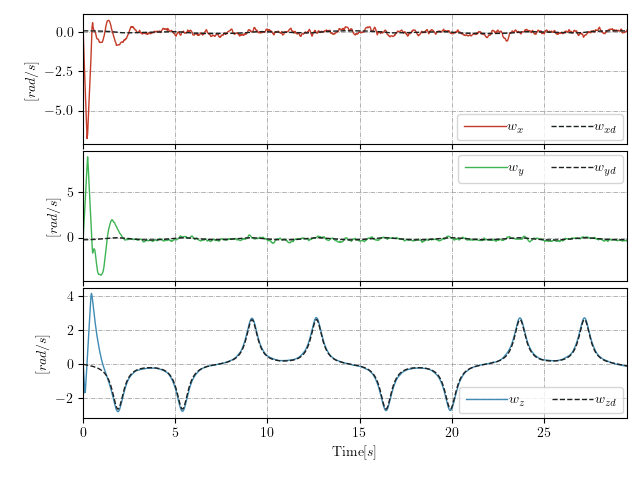 0.0
−2.5
−5.0
[rad/s]
w_x w_xd
5
0
[rad/s]
w_y w_yd
4
2
0
−2
[rad/s]
w_z w_zd
0 5 10 15 20 25
Time[s]